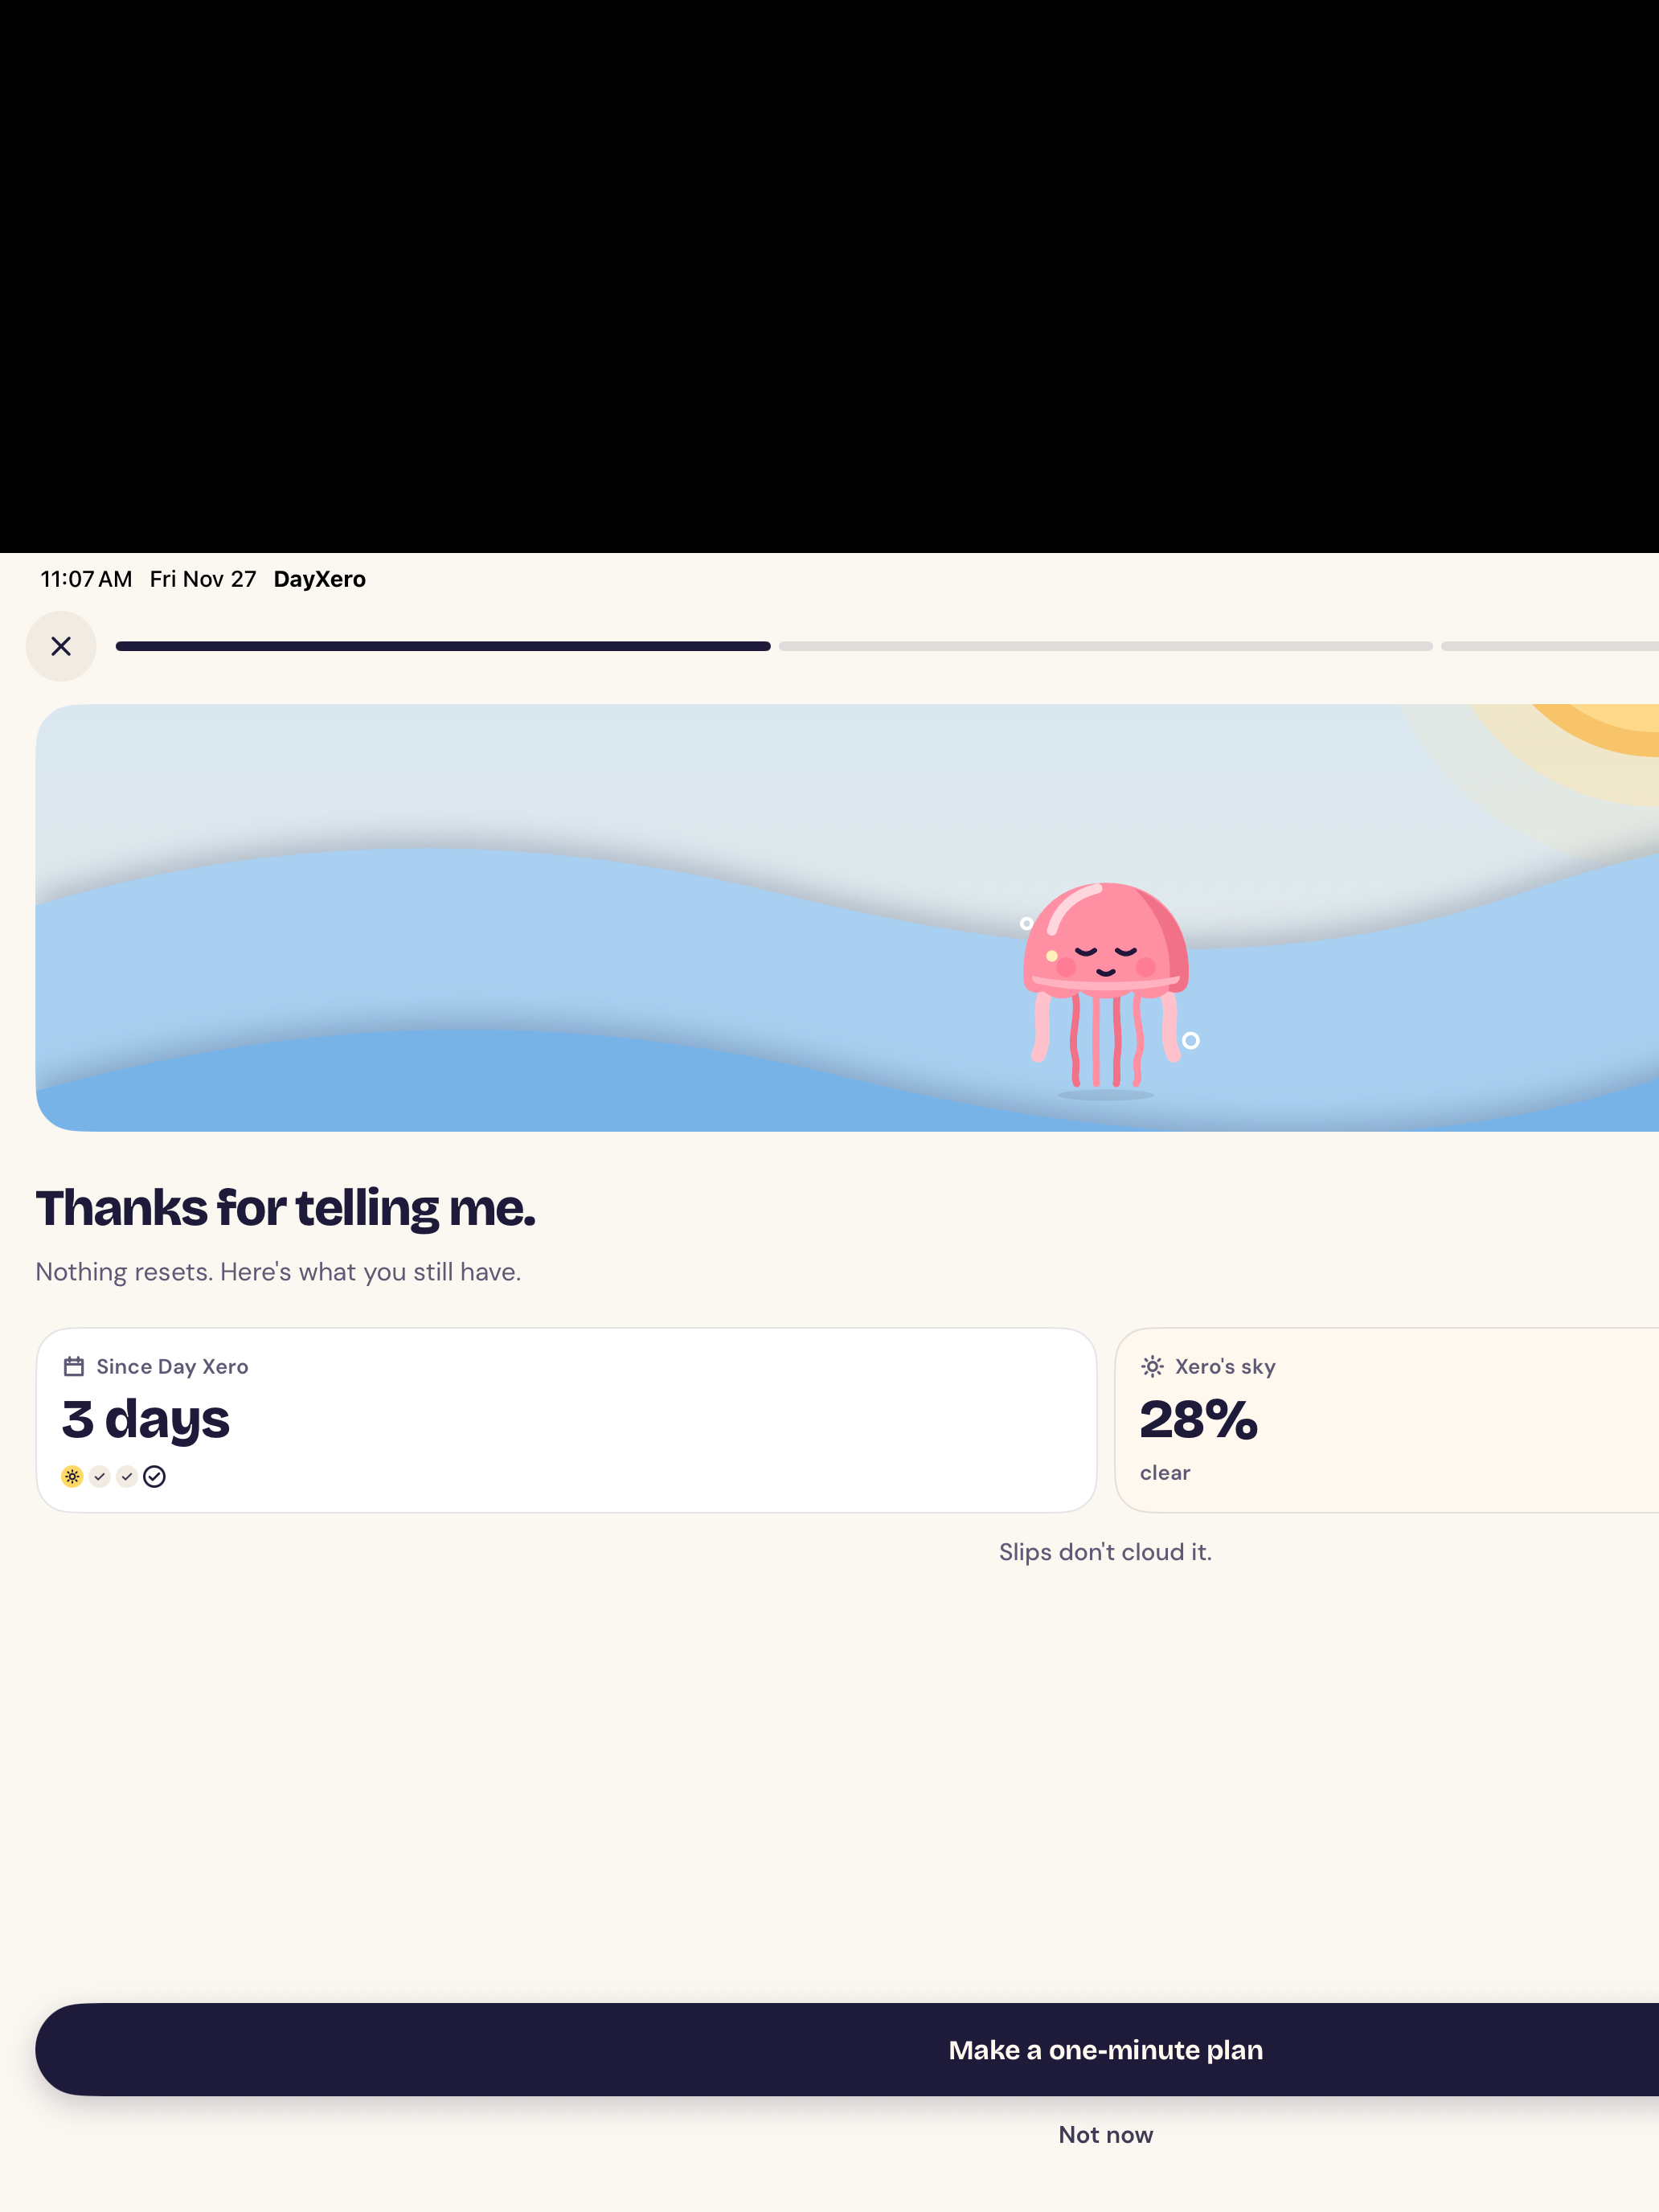 11:07 AM Fri Nov 27 DayXero
Thanks for telling me.
Nothing resets. Here's what you still have.
Since Day Xero
3 days
Xero's sky
28%
clear
Slips don't cloud it.
Make a one-minute plan
Not now